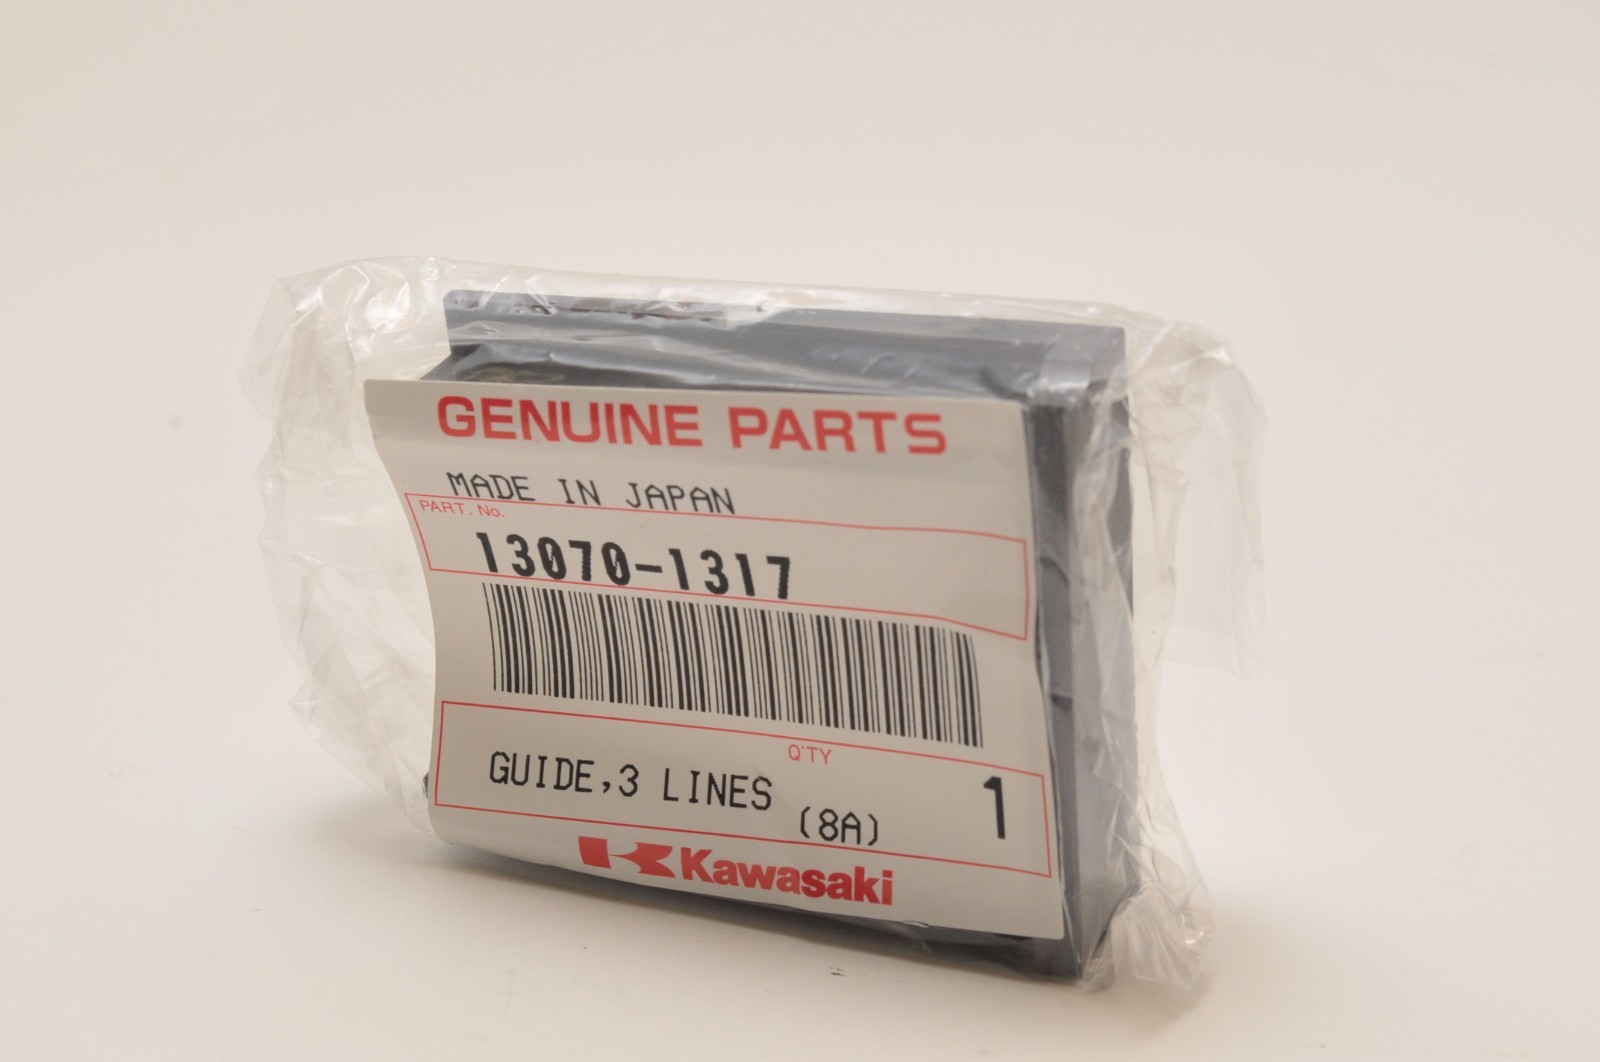 GENUINE PARTS
MADE IN JAPAN
PART. No.
13070-1317
Q'TY
GUIDE,3 LINES
(8A)
1
Kawasaki